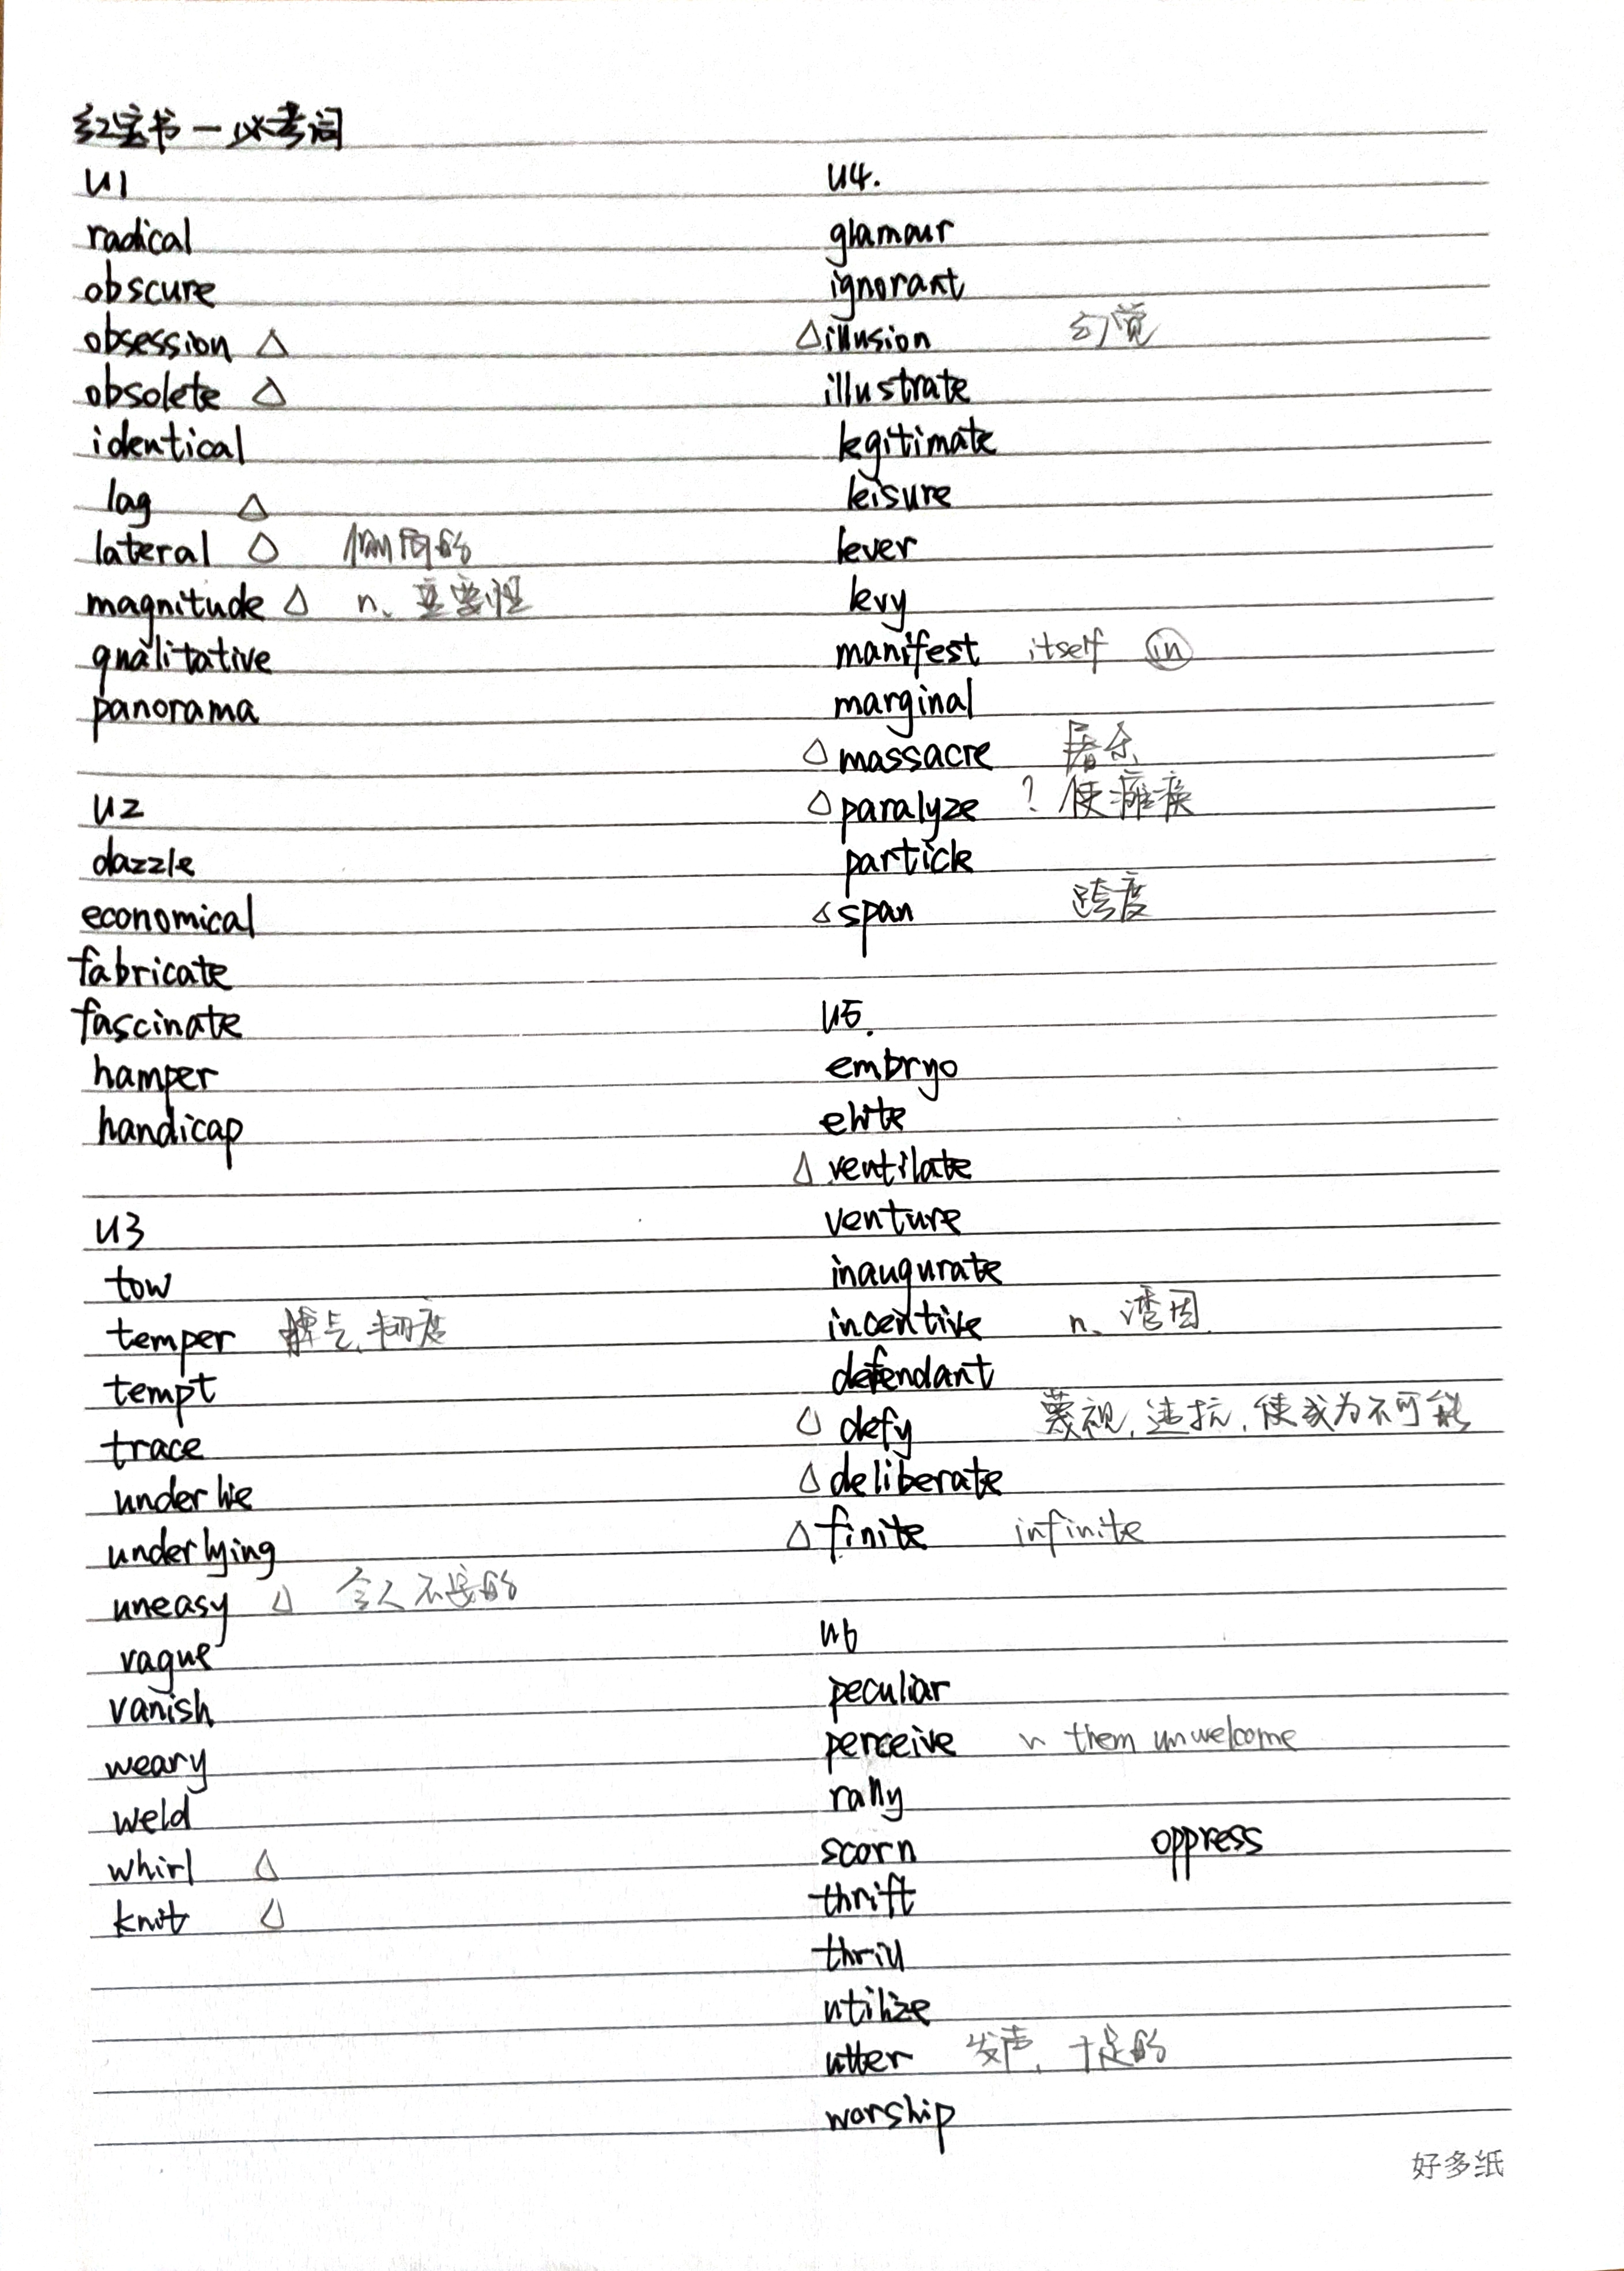 红宝书一必考词
U1
radical
obscure
obsession △
obsolete △
identical
lag △
lateral △ 侧向的
magnitude △ n、重要性
qualitative
panorama
U2
dazzle
economical
fabricate
fascinate
hamper
handicap
U3
tow
temper 脾气、韧度
tempt
trace
underlie
underlying
uneasy △ 令人不安的
vague
vanish
weary
weld
whirl △
knit △
U4.
glamour
ignorant
△ illusion 幻觉
illustrate
legitimate
leisure
lever
levy
manifest itself in
marginal
△ massacre 屠杀
△ paralyze ? 使瘫痪
particle
△ span 跨度
U5.
embryo
elite
△ ventilate
venture
inaugurate
incentive n、
defendant
△ defy 蔑视,违抗,使成为不可能
△ deliberate
△ finite infinite
U6
peculiar
perceive ~ them unwelcome
rally
scorn oppress
thrift
thrill
utilize
utter 发声、十足的
worship
好多纸